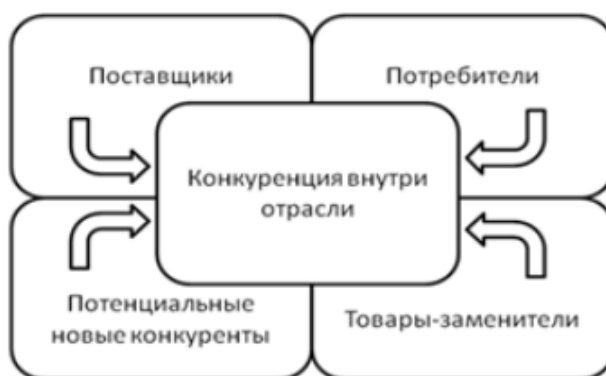 Поставщики
Потребители
Конкуренция внутри
отрасли
Потенциальные
новые конкуренты
Товары-заменители